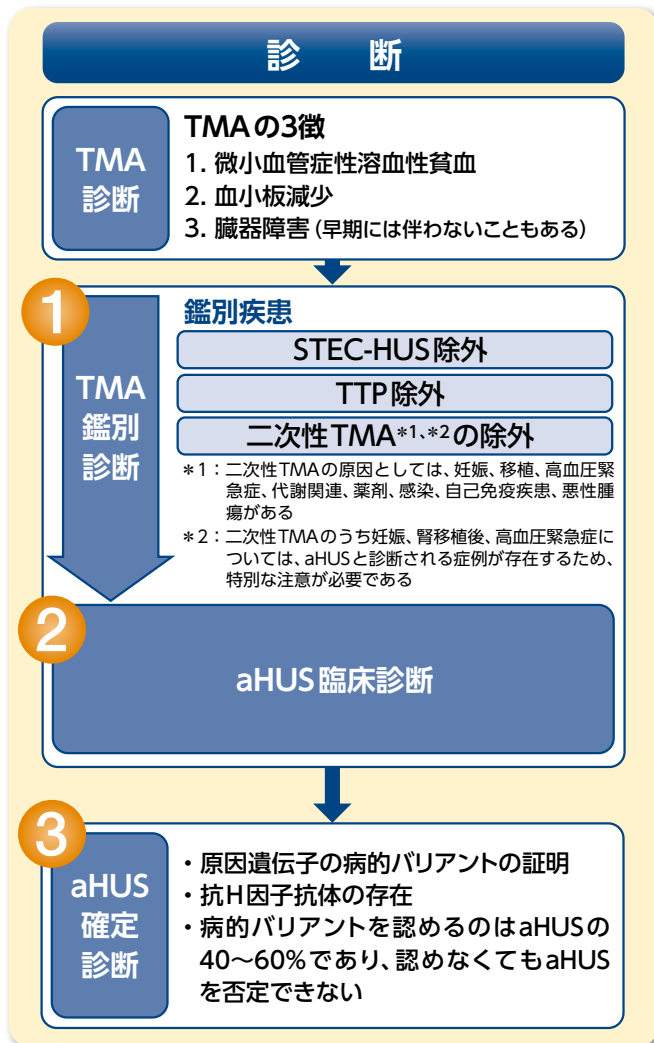 診　断
TMA
診断
TMAの3徴
1. 微小血管症性溶血性貧血
2. 血小板減少
3. 臓器障害（早期には伴わないこともある）
1
TMA
鑑別
診断
鑑別疾患
STEC-HUS除外
TTP除外
二次性TMA*1、*2の除外
＊1：二次性TMAの原因としては、妊娠、移植、高血圧緊
急症、代謝関連、薬剤、感染、自己免疫疾患、悪性腫
瘍がある
＊2：二次性TMAのうち妊娠、腎移植後、高血圧緊急症に
ついては、aHUSと診断される症例が存在するため、
特別な注意が必要である
2
aHUS臨床診断
3
aHUS
確定
診断
・原因遺伝子の病的バリアントの証明
・抗H因子抗体の存在
・病的バリアントを認めるのはaHUSの
40〜60%であり、認めなくてもaHUS
を否定できない